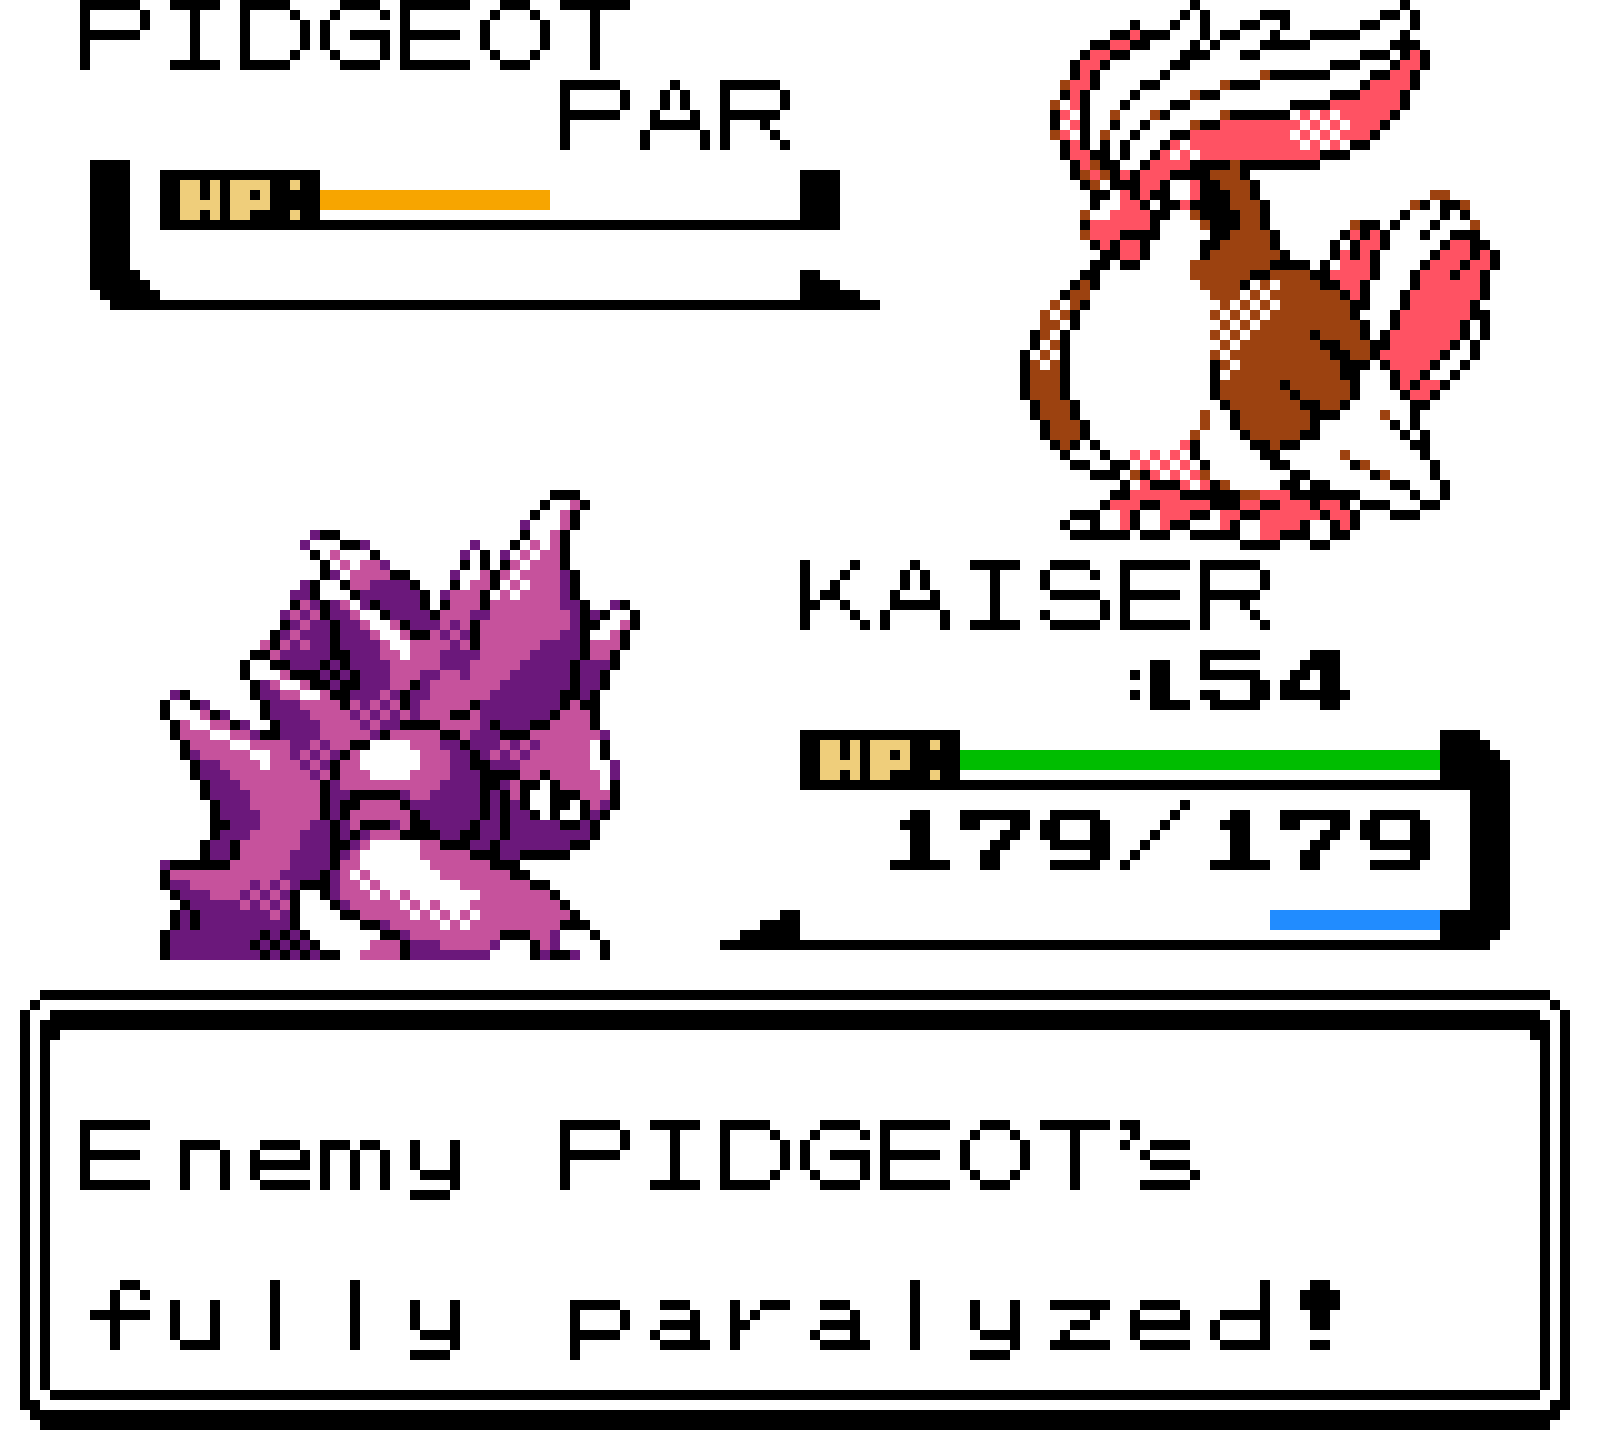 PIDGEOT
PAR
HP:
KAISER
:L54
HP:
179/179
Enemy PIDGEOT's
fully paralyzed!